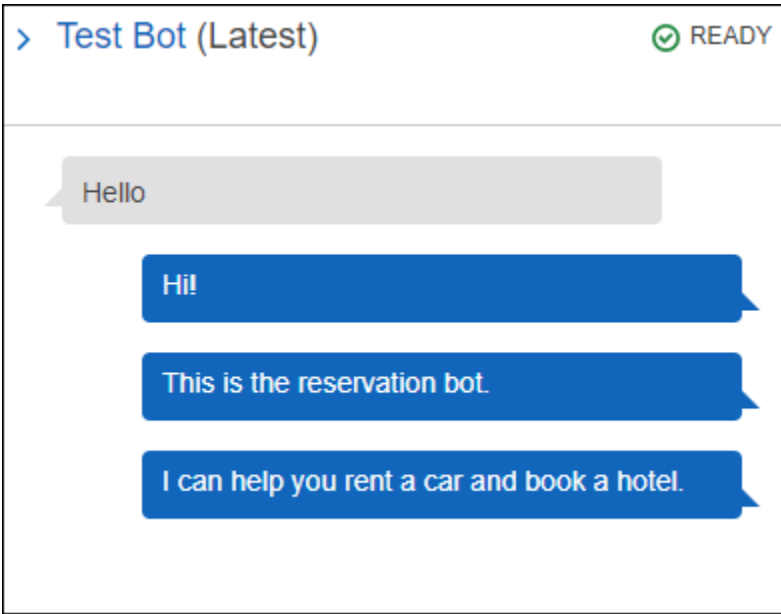 Test Bot (Latest) READY
Hello
Hi!
This is the reservation bot.
I can help you rent a car and book a hotel.